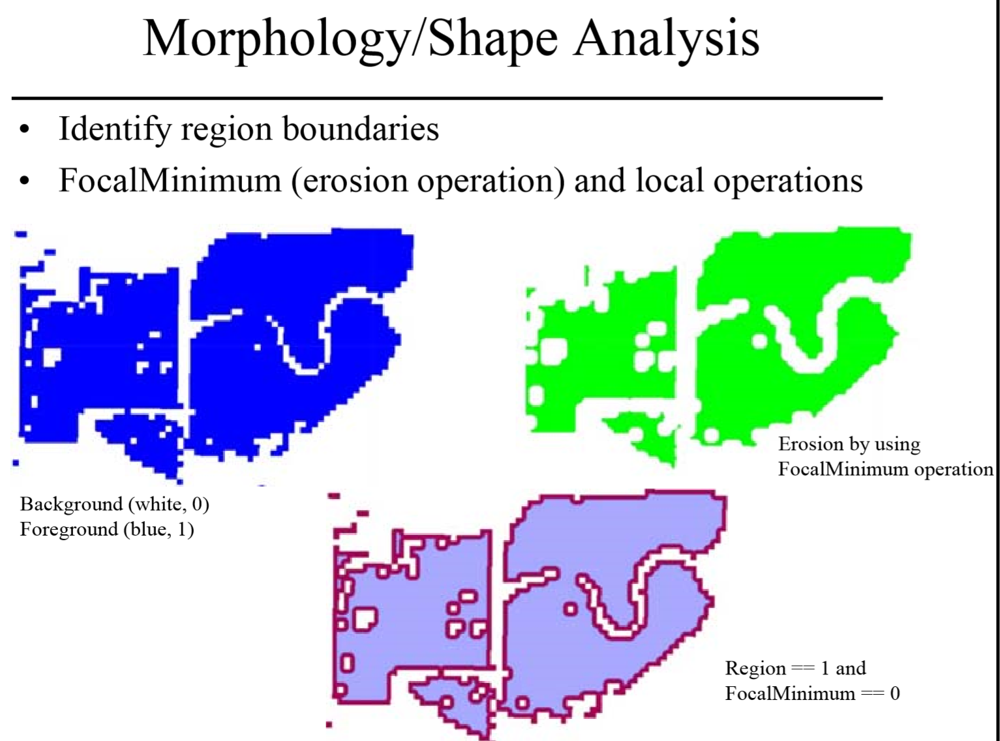 Morphology/Shape Analysis
• Identify region boundaries
• FocalMinimum (erosion operation) and local operations
Erosion by using
FocalMinimum operation
Background (white, 0)
Foreground (blue, 1)
Region == 1 and
FocalMinimum == 0